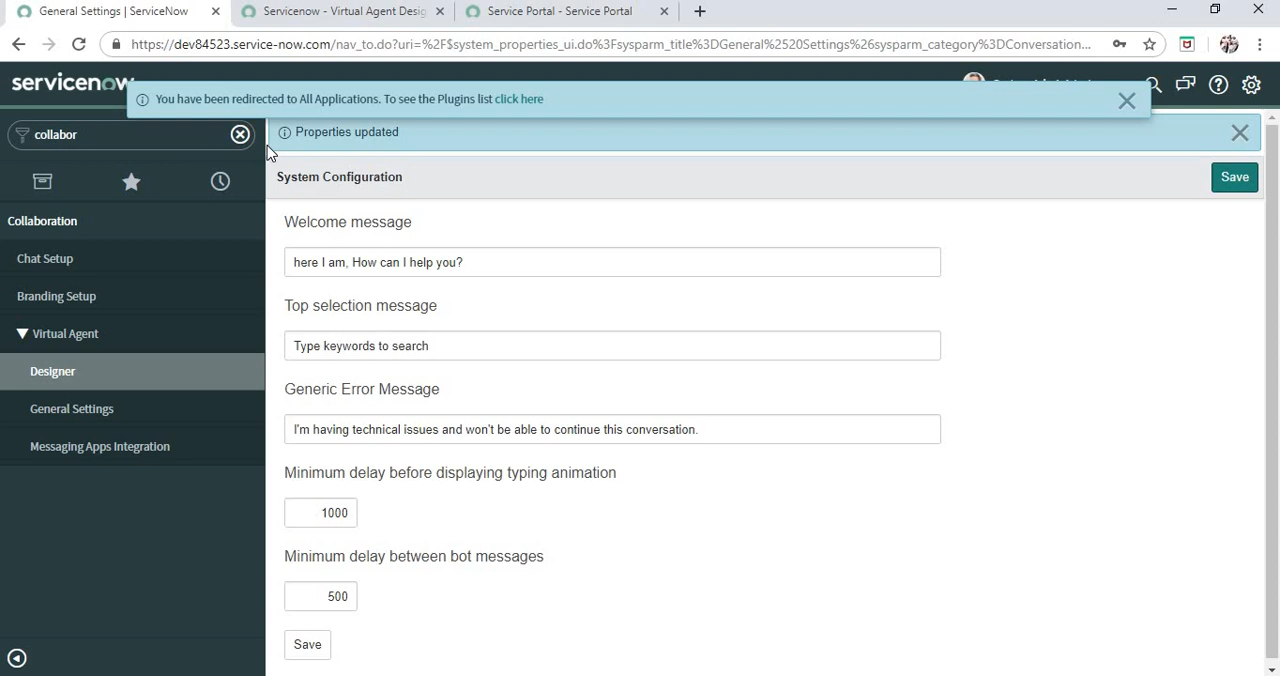 General Settings | ServiceNow
Servicenow - Virtual Agent Desig
Service Portal - Service Portal
https://dev84523.service-now.com/nav_to.do?uri=%2F$system_properties_ui.do%3Fsysparm_title%3DGeneral%2520Settings%26sysparm_category%3DConversation...
servicenow
You have been redirected to All Applications. To see the Plugins list click here
collabor
Properties updated
System Configuration
Save
Collaboration
Chat Setup
Branding Setup
Virtual Agent
Designer
General Settings
Messaging Apps Integration
Welcome message
here I am, How can I help you?
Top selection message
Type keywords to search
Generic Error Message
I'm having technical issues and won't be able to continue this conversation.
Minimum delay before displaying typing animation
1000
Minimum delay between bot messages
500
Save